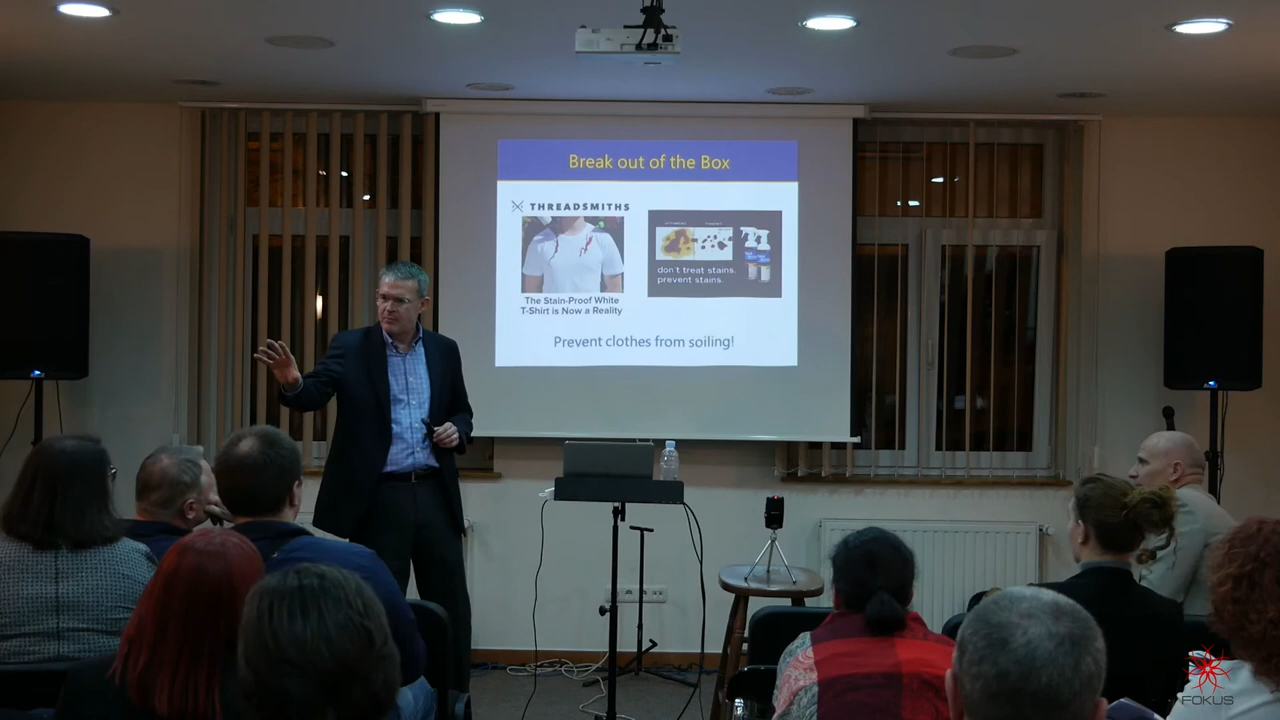 Break out of the Box
THREADSMITHS
The Stain-Proof White
T-Shirt is Now a Reality
don't treat stains.
prevent stains.
Prevent clothes from soiling!
FOKUS